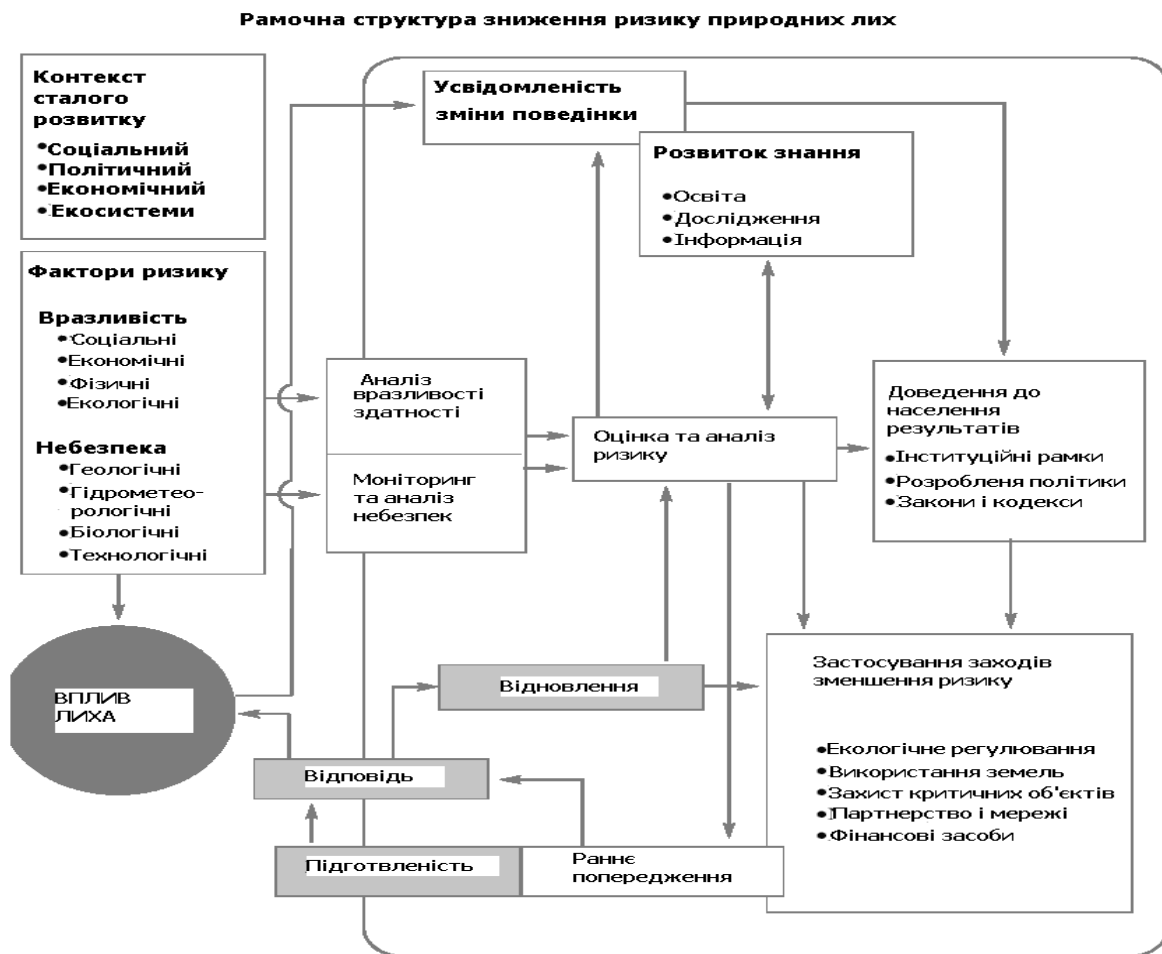 Рамочна структура зниження ризику природних лих
Контекст
сталого
розвитку
•Соціальний
•Політичний
•Економічний
•Екосистеми
Фактори ризику
Вразливість
•Соціальні
•Економічні
•Фізичні
•Екологічні
Небезпека
•Геологічні
•Гідрометео-
рологічні
•Біологічні
•Технологічні
ВПЛИВ
ЛИХА
Усвідомленість
зміни поведінки
Розвиток знання
•Освіта
•Дослідження
•Інформація
Аналіз
вразливості
здатності
Моніторинг
та аналіз
небезпек
Оцінка та аналіз
ризику
Доведення до
населення
результатів
•Інституційні рамки
•Розробленя політики
•Закони і кодекси
Відновлення
Відповідь
Підготвленість
Раннє
попередження
Застосування заходів
зменшення ризику
•Екологічне регулювання
•Використання земель
•Захист критичних об'єктів
•Партнерство і мережі
•Фінансові засоби